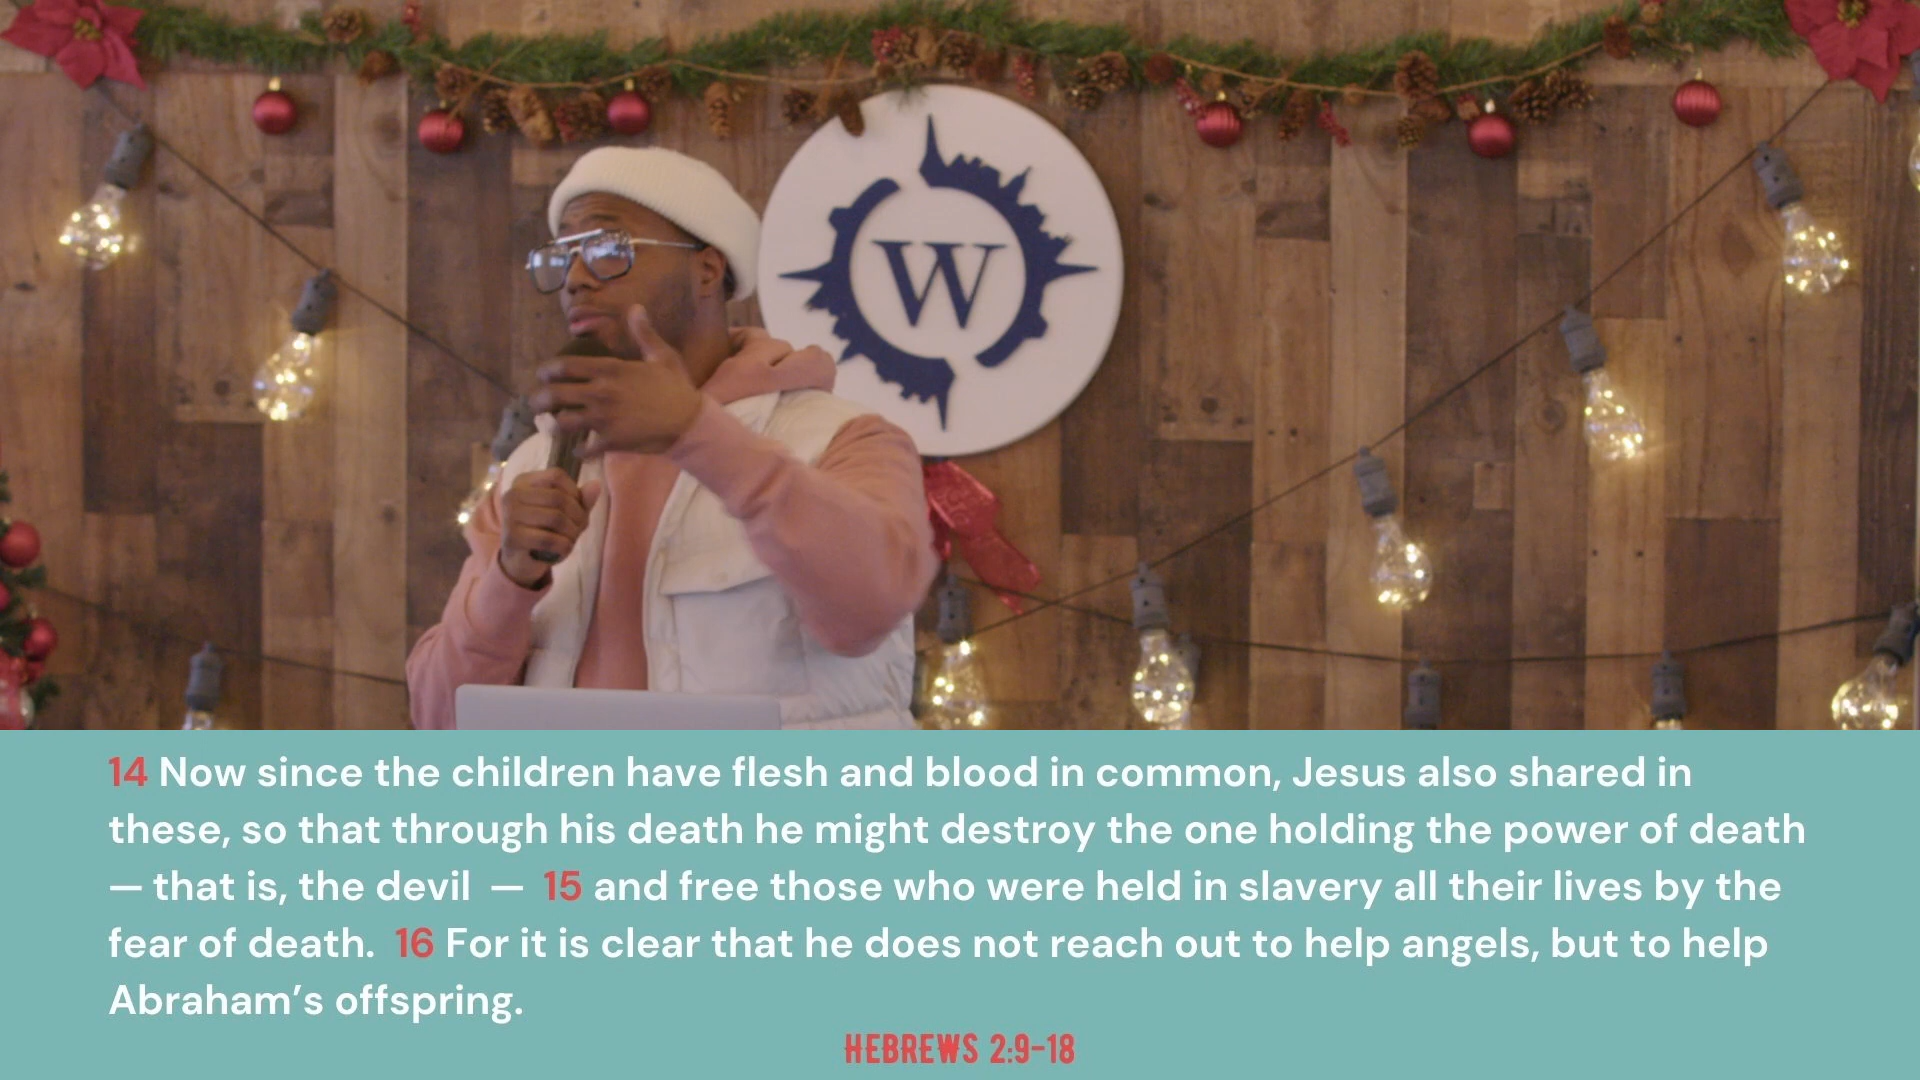 W
14 Now since the children have flesh and blood in common, Jesus also shared in
these, so that through his death he might destroy the one holding the power of death
— that is, the devil — 15 and free those who were held in slavery all their lives by the
fear of death. 16 For it is clear that he does not reach out to help angels, but to help
Abraham’s offspring.
HEBREWS 2:9-18